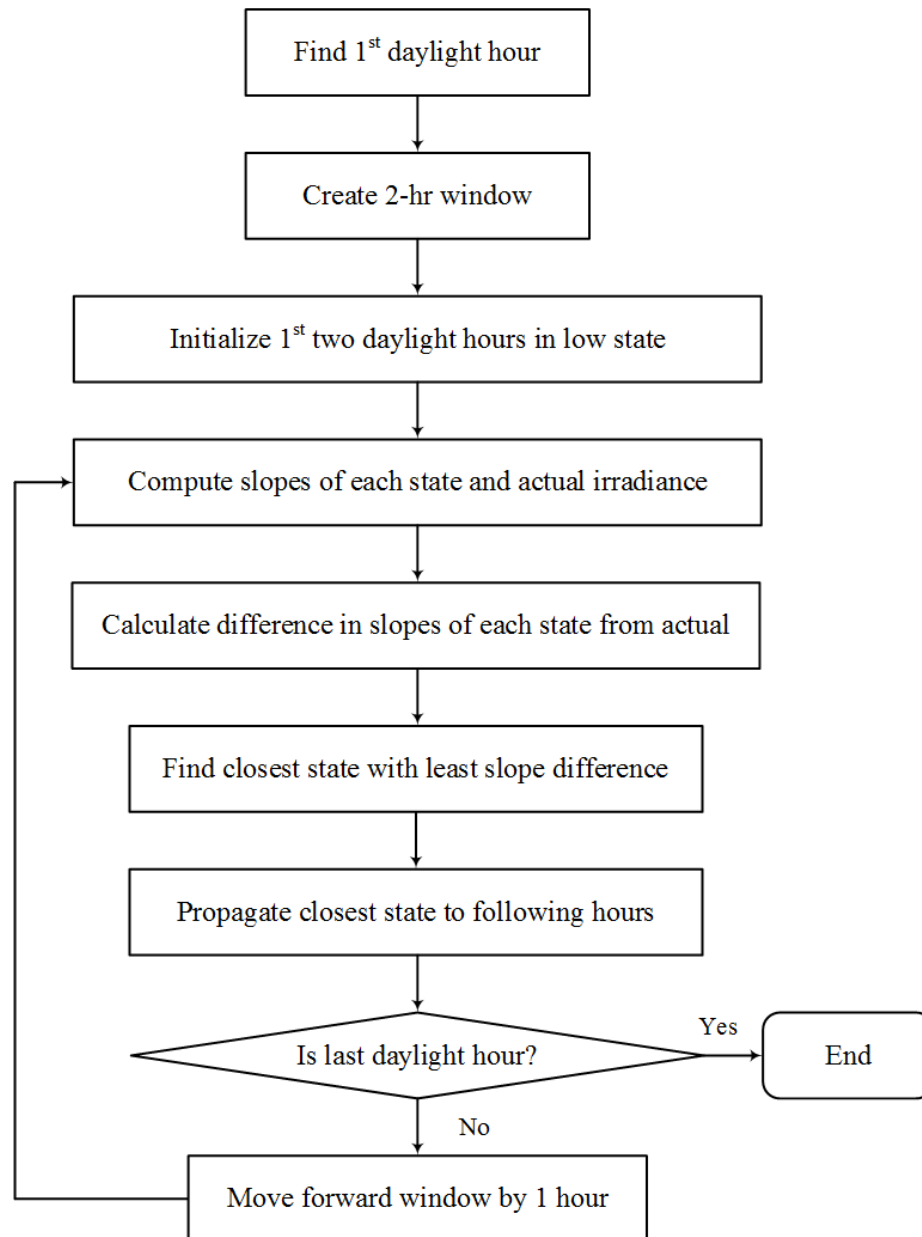 Find 1st daylight hour
Create 2-hr window
Initialize 1st two daylight hours in low state
Compute slopes of each state and actual irradiance
Calculate difference in slopes of each state from actual
Find closest state with least slope difference
Propagate closest state to following hours
Is last daylight hour?
Yes
End
No
Move forward window by 1 hour